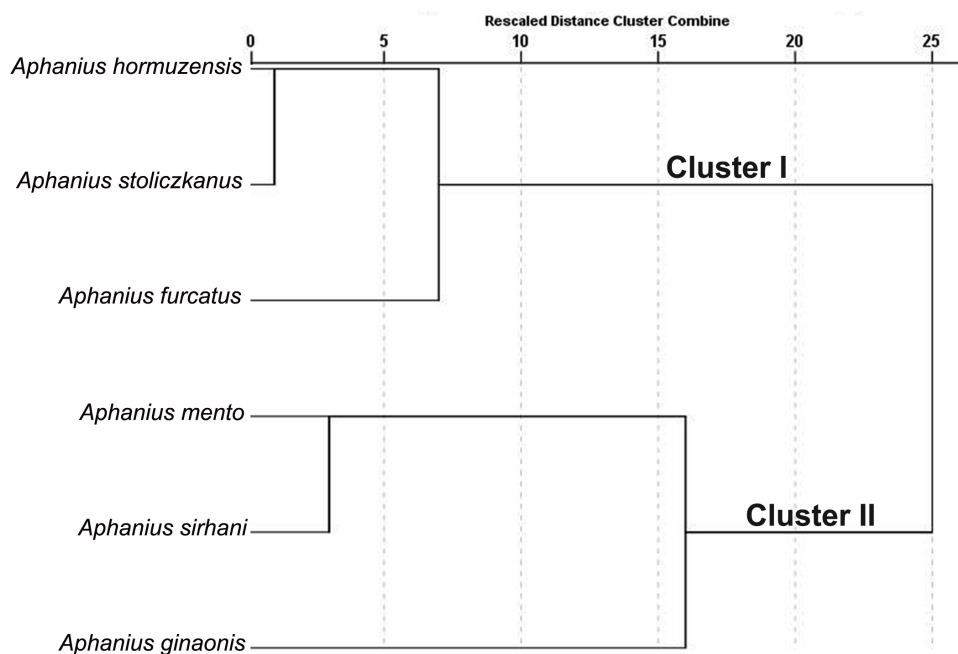 Rescaled Distance Cluster Combine
0 5 10 15 20 25
Aphanius hormuzensis
Aphanius stoliczkanus
Cluster I
Aphanius furcatus
Aphanius mento
Cluster II
Aphanius sirhani
Aphanius ginaonis